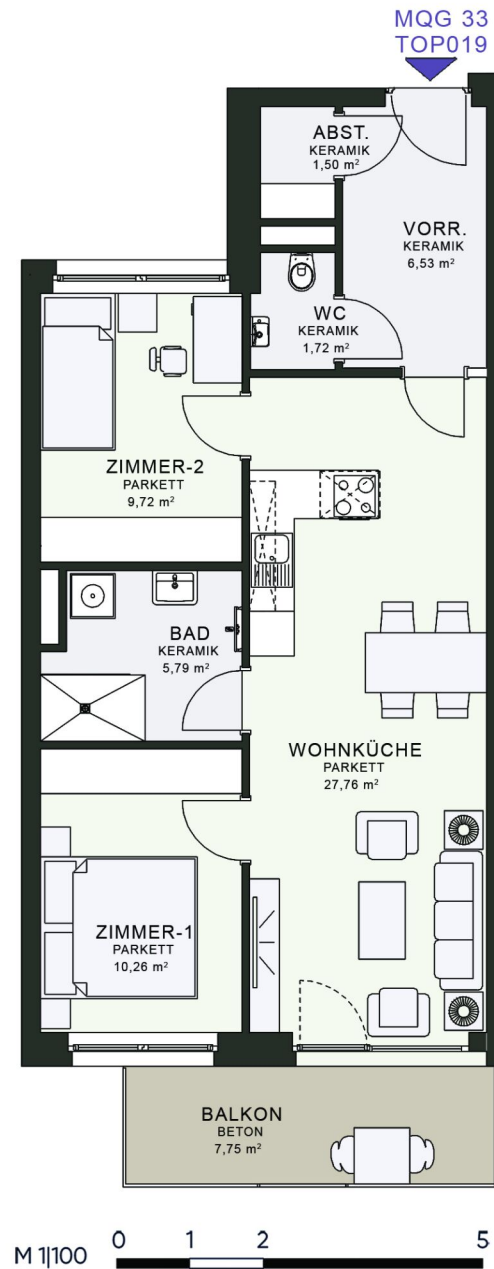 MQG 33
TOP019
ABST.
KERAMIK
1,50 m²
VORR.
KERAMIK
6,53 m²
WC
KERAMIK
1,72 m²
ZIMMER-2
PARKETT
9,72 m²
BAD
KERAMIK
5,79 m²
WOHNKÜCHE
PARKETT
27,76 m²
ZIMMER-1
PARKETT
10,26 m²
BALKON
BETON
7,75 m²
M 1|100 0 1 2 5